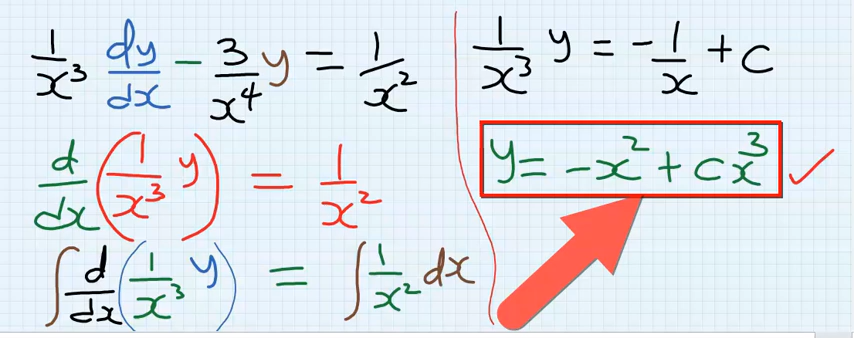 1/x³ dy/dx - 3/x⁴ y = 1/x²
d/dx (1/x³ y) = 1/x²
∫ d/dx (1/x³ y) = ∫ 1/x² dx
1/x³ y = -1/x + c
y = -x² + cx³ ✓